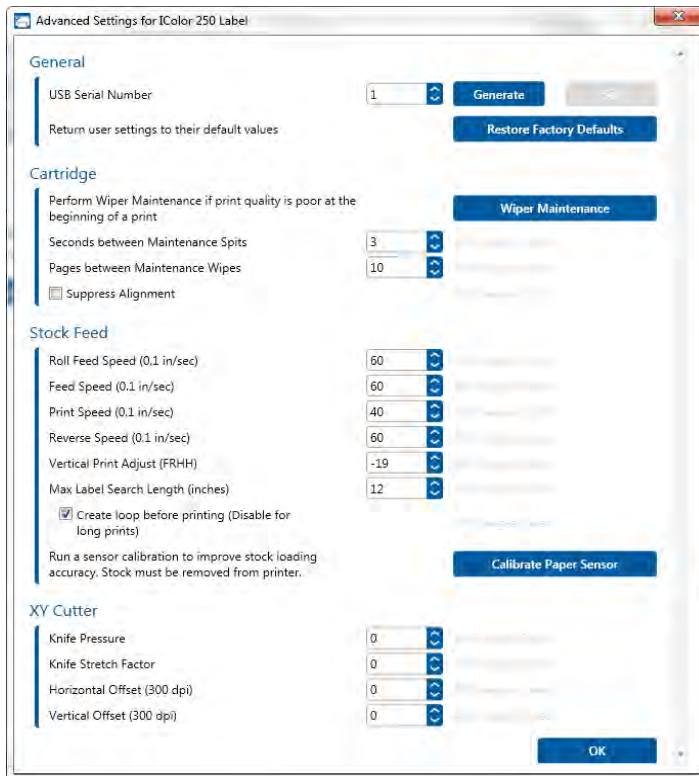 Advanced Settings for IColor 250 Label
General
USB Serial Number 1 Generate
Return user settings to their default values Restore Factory Defaults
Cartridge
Perform Wiper Maintenance if print quality is poor at the
beginning of a print
Wiper Maintenance
Seconds between Maintenance Spits 3
Pages between Maintenance Wipes 10
Suppress Alignment
Stock Feed
Roll Feed Speed (0.1 in/sec) 60
Feed Speed (0.1 in/sec) 60
Print Speed (0.1 in/sec) 40
Reverse Speed (0.1 in/sec) 60
Vertical Print Adjust (FRHH) -19
Max Label Search Length (inches) 12
Create loop before printing (Disable for
long prints)
Run a sensor calibration to improve stock loading
accuracy. Stock must be removed from printer.
Calibrate Paper Sensor
XY Cutter
Knife Pressure 0
Knife Stretch Factor 0
Horizontal Offset (300 dpi) 0
Vertical Offset (300 dpi) 0
OK